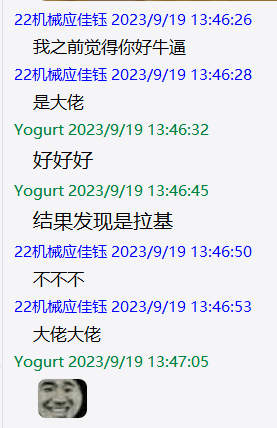 22机械应佳钰 2023/9/19 13:46:26
我之前觉得你好牛逼
22机械应佳钰 2023/9/19 13:46:28
是大佬
Yogurt 2023/9/19 13:46:32
好好好
Yogurt 2023/9/19 13:46:45
结果发现是拉基
22机械应佳钰 2023/9/19 13:46:50
不不不
22机械应佳钰 2023/9/19 13:46:53
大佬大佬
Yogurt 2023/9/19 13:47:05